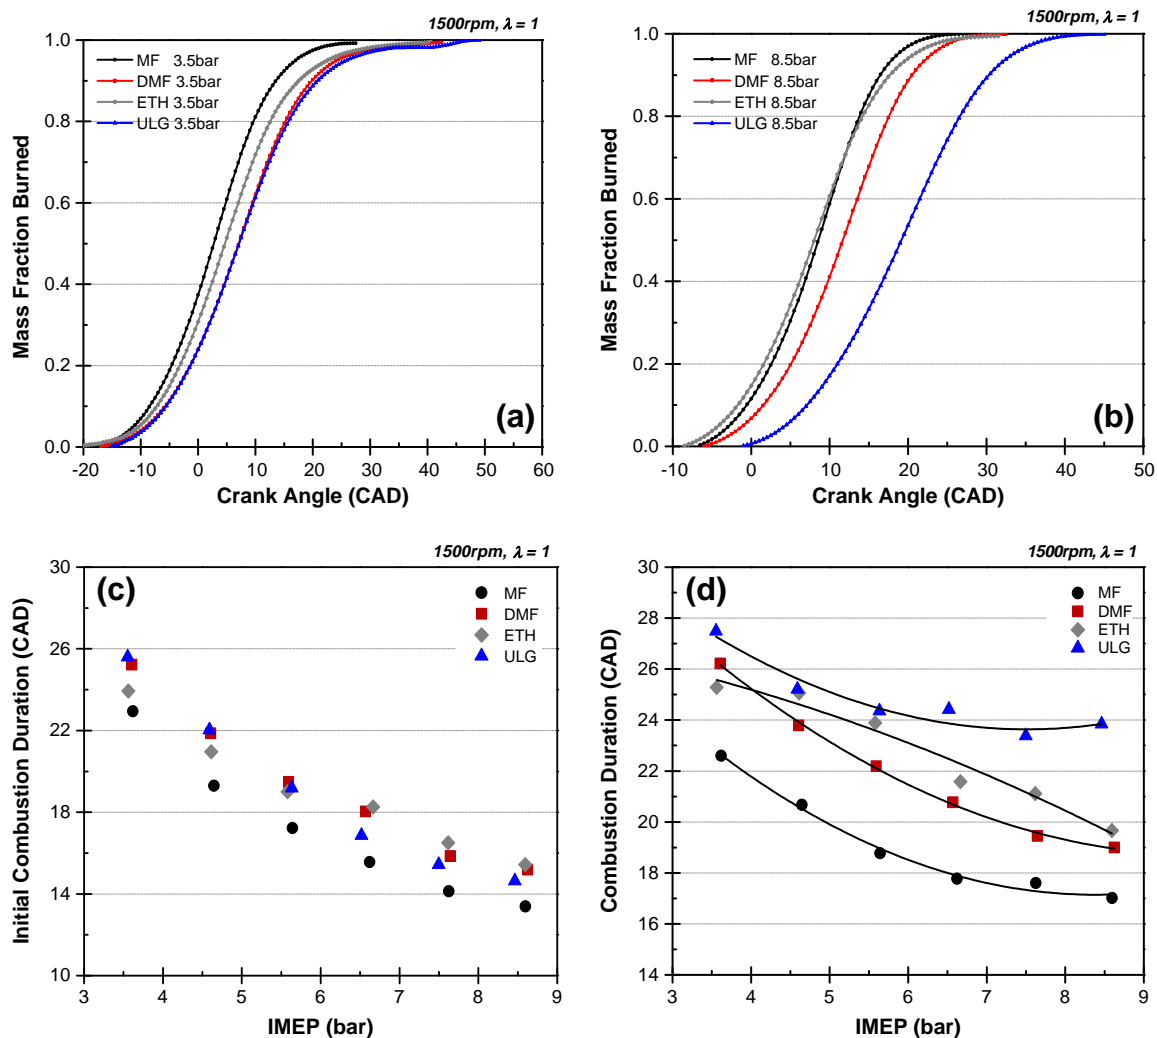 1500rpm, λ = 1
MF 3.5bar
DMF 3.5bar
ETH 3.5bar
ULG 3.5bar
(a)
Mass Fraction Burned
1.0
0.8
0.6
0.4
0.2
0.0
-20 -10 0 10 20 30 40 50 60
Crank Angle (CAD)
1500rpm, λ = 1
MF 8.5bar
DMF 8.5bar
ETH 8.5bar
ULG 8.5bar
(b)
Mass Fraction Burned
1.0
0.8
0.6
0.4
0.2
0.0
-10 0 10 20 30 40 50
Crank Angle (CAD)
1500rpm, λ = 1
(c)
MF
DMF
ETH
ULG
Initial Combustion Duration (CAD)
30
26
22
18
14
10
3 4 5 6 7 8 9
IMEP (bar)
1500rpm, λ = 1
(d)
MF
DMF
ETH
ULG
Combustion Duration (CAD)
30
28
26
24
22
20
18
16
14
3 4 5 6 7 8 9
IMEP (bar)